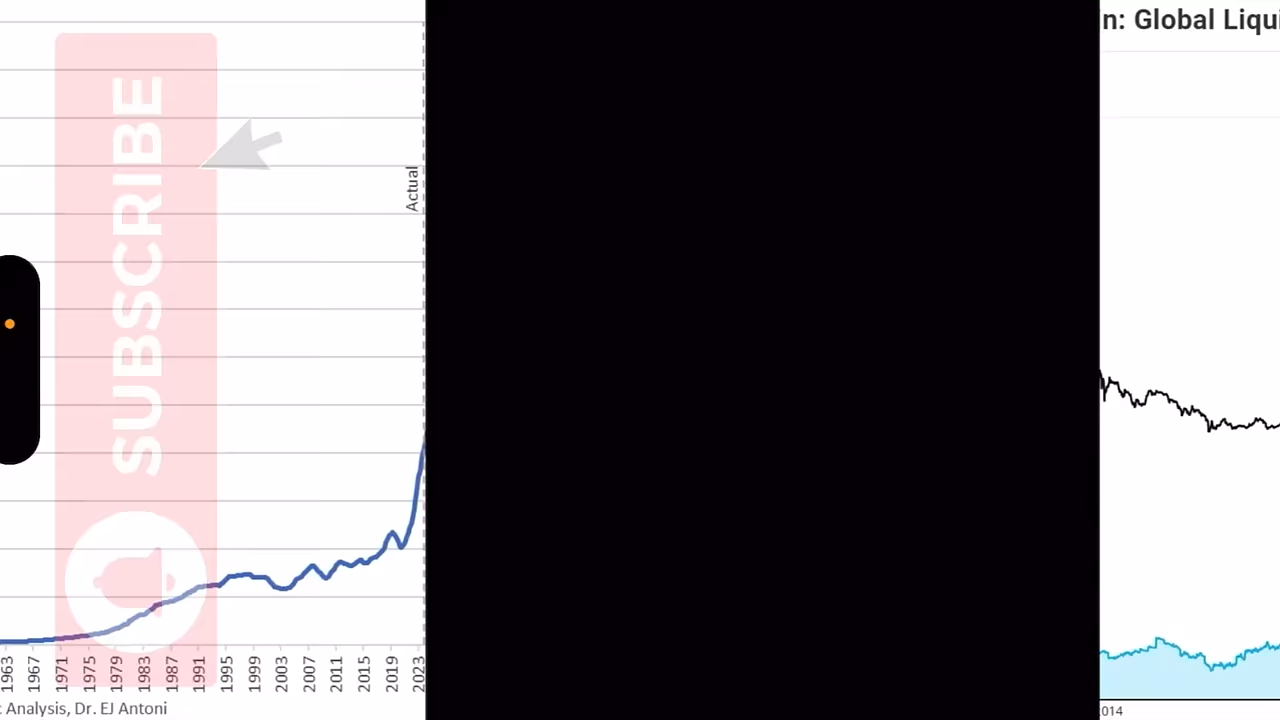 n: Global Liqui
SUBSCRIBE
Actual
1963 1967 1971 1975 1979 1983 1987 1991 1995 1999 2003 2007 2011 2015 2019 2023
: Analysis, Dr. EJ Antoni
2014